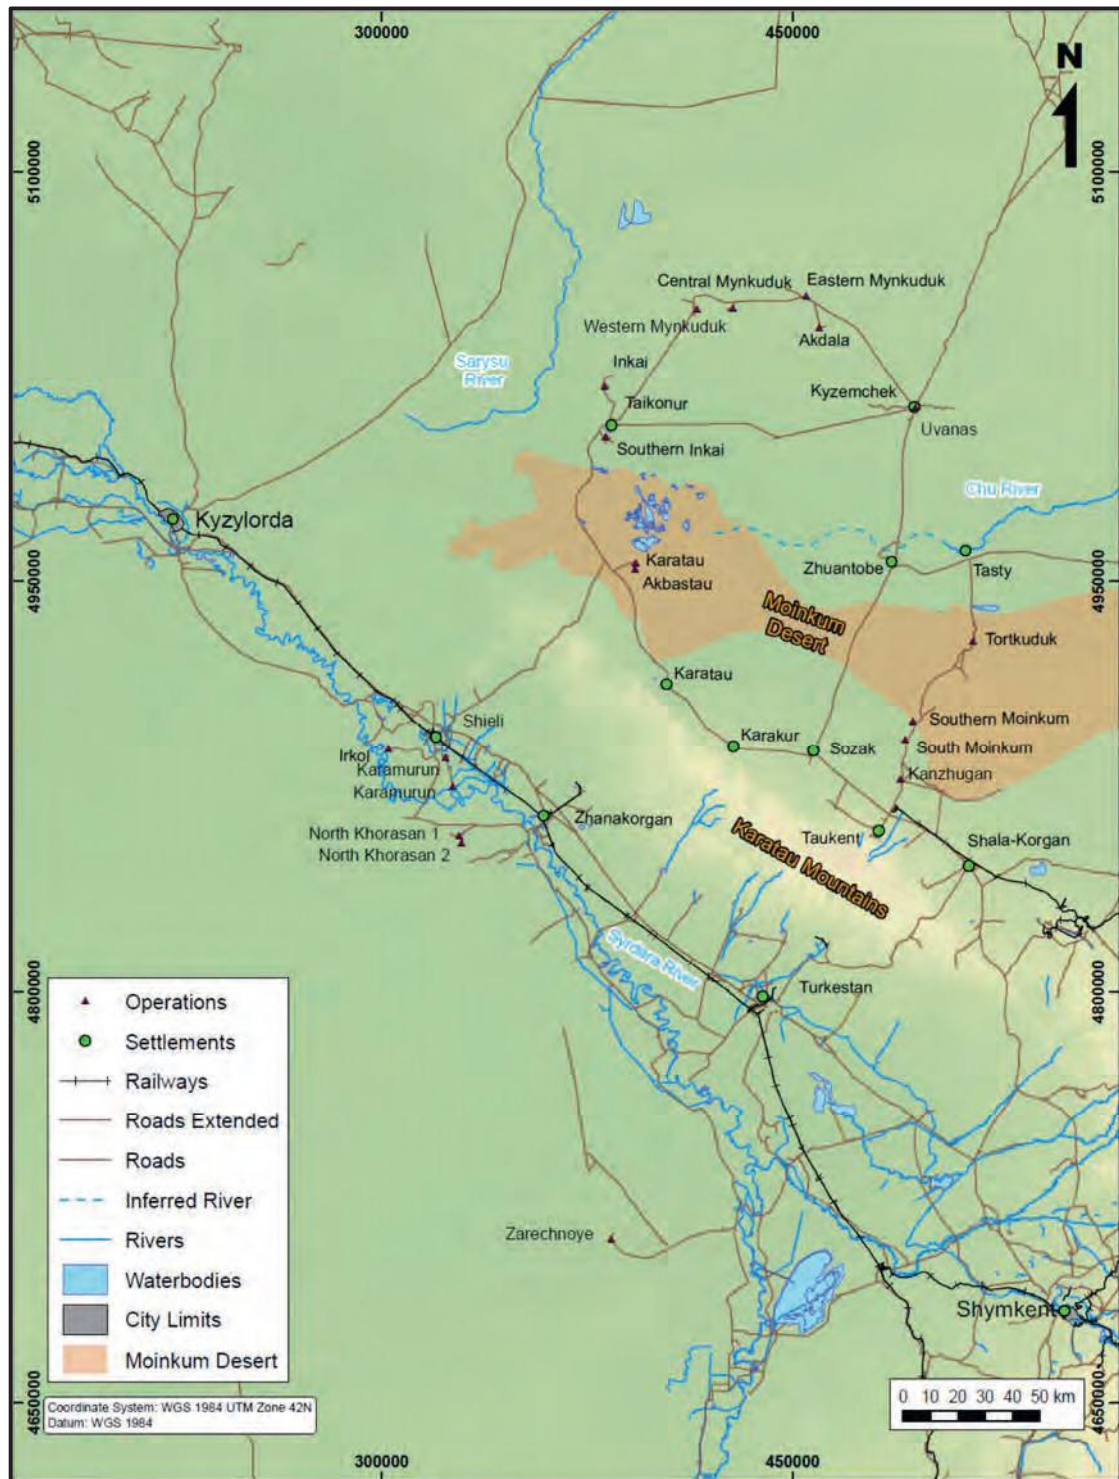 300000
450000
N
5100000
5100000
Central Mynkuduk
Eastern Mynkuduk
Western Mynkuduk
Akdala
Sarysu
River
Inkai
Kyzemchek
Taikonur
Uvanas
Southern Inkai
Chu River
Kyzylorda
Karatau
Zhuantobe
Tasty
4950000
4950000
Akbastau
Moinkum
Desert
Tortkuduk
Karatau
Shieli
Southern Moinkum
Irkol
Karakur
Sozak
South Moinkum
Karamurun
Kanzhugan
Karamurun
Zhanakorgan
North Khorasan 1
Taukent
Shala-Korgan
North Khorasan 2
Karatau Mountains
Syrdara River
Turkestan
4800000
4800000
Operations
Settlements
Railways
Roads Extended
Roads
Inferred River
Rivers
Waterbodies
City Limits
Moinkum Desert
Zarechnoye
Shymkent
0 10 20 30 40 50 km
Coordinate System: WGS 1984 UTM Zone 42N
Datum: WGS 1984
4650000
4650000
300000
450000